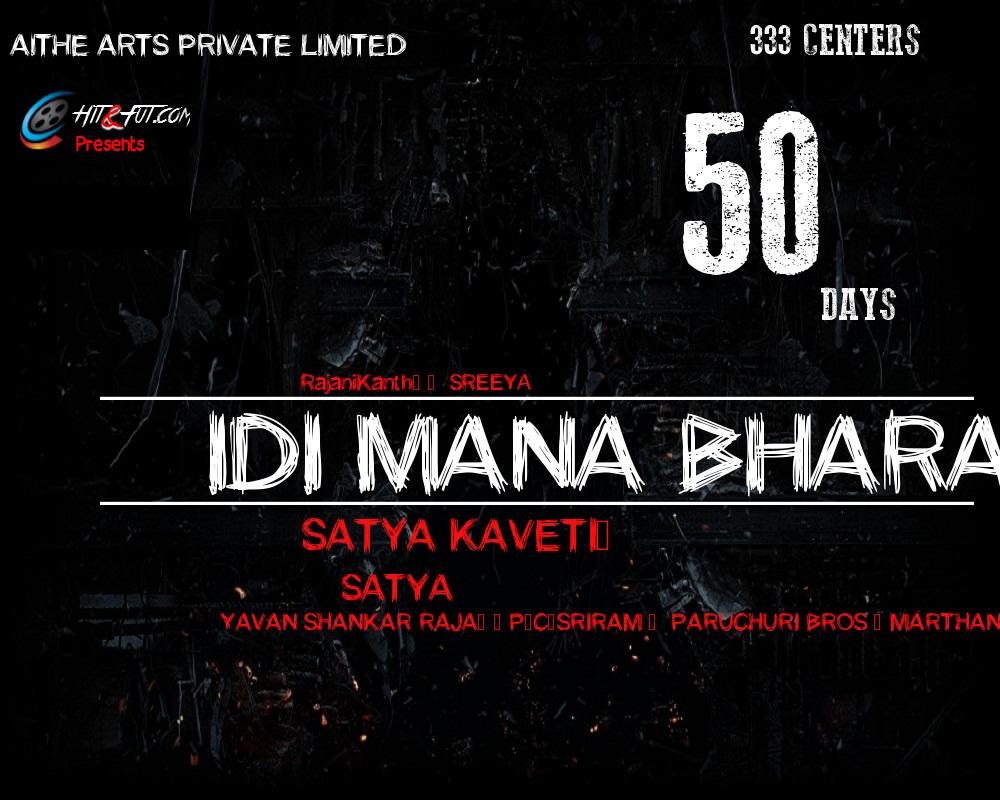 AITHE ARTS PRIVATE LIMITED
333 CENTERS
HIT&FUT.COM
Presents
50
DAYS
RajaniKanth□ □ SREEYA
IDI MANA BHARA
SATYA KAVETI□
SATYA
YAVAN SHANKAR RAJA□ □ P□C□SRIRAM □ PARUCHURI BROS □ MARTHAN